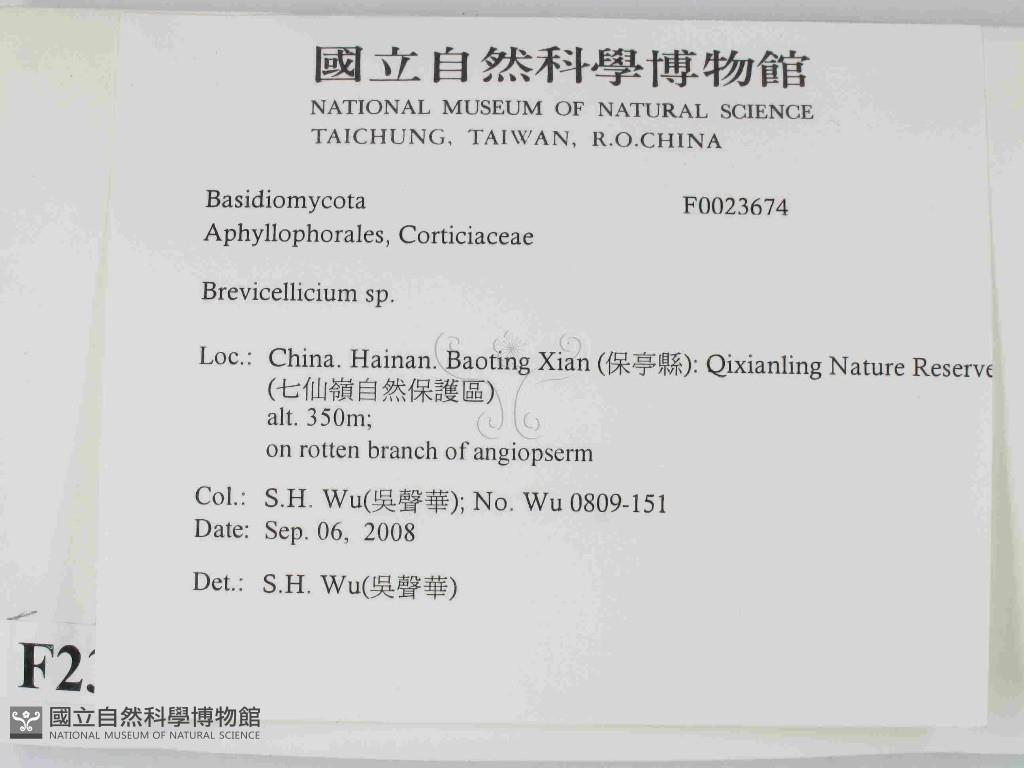 國立自然科學博物館
NATIONAL MUSEUM OF NATURAL SCIENCE
TAICHUNG, TAIWAN, R.O.CHINA
Basidiomycota F0023674
Aphyllophorales, Corticiaceae
Brevicellicium sp.
Loc.: China. Hainan. Baoting Xian (保亭縣): Qixianling Nature Reserve
(七仙嶺自然保護區)
alt. 350m;
on rotten branch of angiopserm
Col.: S.H. Wu(吳聲華); No. Wu 0809-151
Date: Sep. 06, 2008
Det.: S.H. Wu(吳聲華)
F23
國立自然科學博物館
NATIONAL MUSEUM OF NATURAL SCIENCE